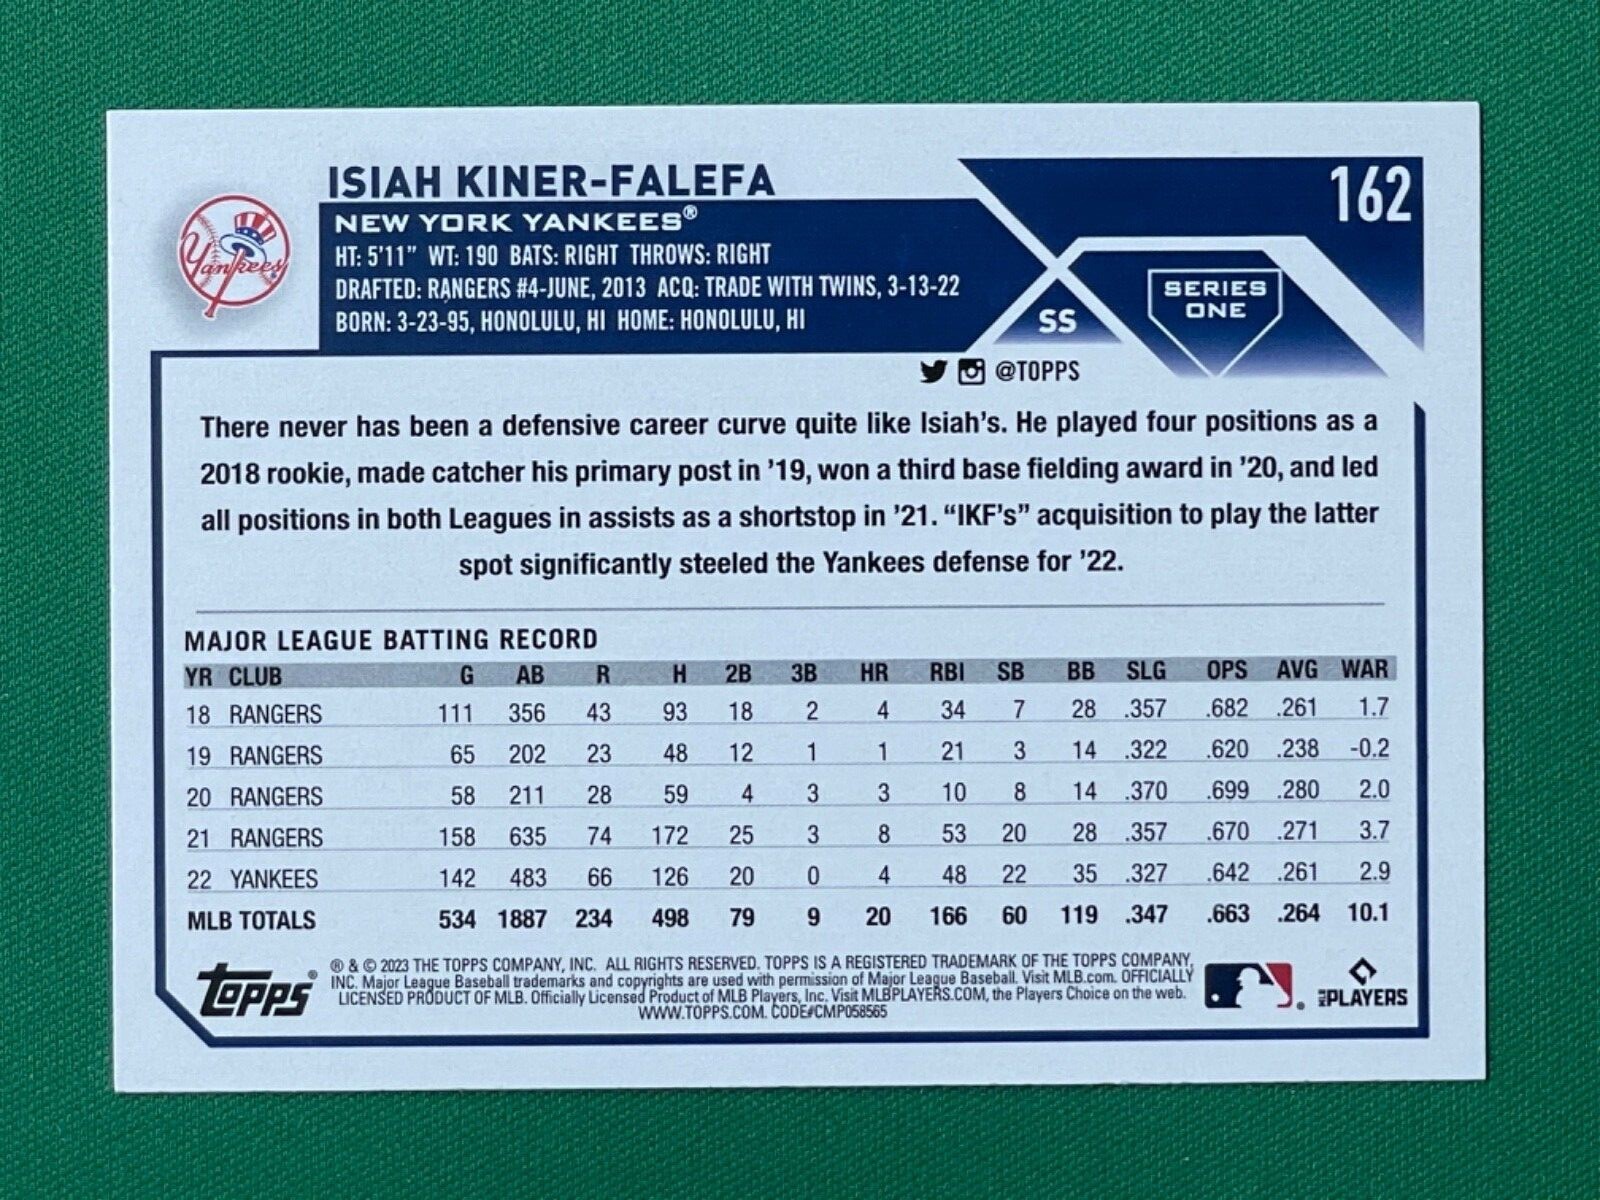 ISIAH KINER-FALEFA
162
Yankees
NEW YORK YANKEES®
HT: 5'11" WT: 190 BATS: RIGHT THROWS: RIGHT
DRAFTED: RANGERS #4-JUNE, 2013 ACQ: TRADE WITH TWINS, 3-13-22
BORN: 3-23-95, HONOLULU, HI HOME: HONOLULU, HI
SS
SERIES
ONE
@TOPPS
There never has been a defensive career curve quite like Isiah's. He played four positions as a
2018 rookie, made catcher his primary post in '19, won a third base fielding award in '20, and led
all positions in both Leagues in assists as a shortstop in '21. “IKF's” acquisition to play the latter
spot significantly steeled the Yankees defense for '22.
MAJOR LEAGUE BATTING RECORD
YR CLUB G AB R H 2B 3B HR RBI SB BB SLG OPS AVG WAR
18 RANGERS 111 356 43 93 18 2 4 34 7 28 .357 .682 .261 1.7
19 RANGERS 65 202 23 48 12 1 1 21 3 14 .322 .620 .238 -0.2
20 RANGERS 58 211 28 59 4 3 3 10 8 14 .370 .699 .280 2.0
21 RANGERS 158 635 74 172 25 3 8 53 20 28 .357 .670 .271 3.7
22 YANKEES 142 483 66 126 20 0 4 48 22 35 .327 .642 .261 2.9
MLB TOTALS 534 1887 234 498 79 9 20 166 60 119 .347 .663 .264 10.1
topps®
® & © 2023 THE TOPPS COMPANY, INC. ALL RIGHTS RESERVED. TOPPS IS A REGISTERED TRADEMARK OF THE TOPPS COMPANY,
INC. Major League Baseball trademarks and copyrights are used with permission of Major League Baseball. Visit MLB.com. OFFICIALLY
LICENSED PRODUCT OF MLB. Officially Licensed Product of MLB Players, Inc. Visit MLBPLAYERS.COM, the Players Choice on the web.
WWW.TOPPS.COM. CODE#CMP058565
MLB PLAYERS